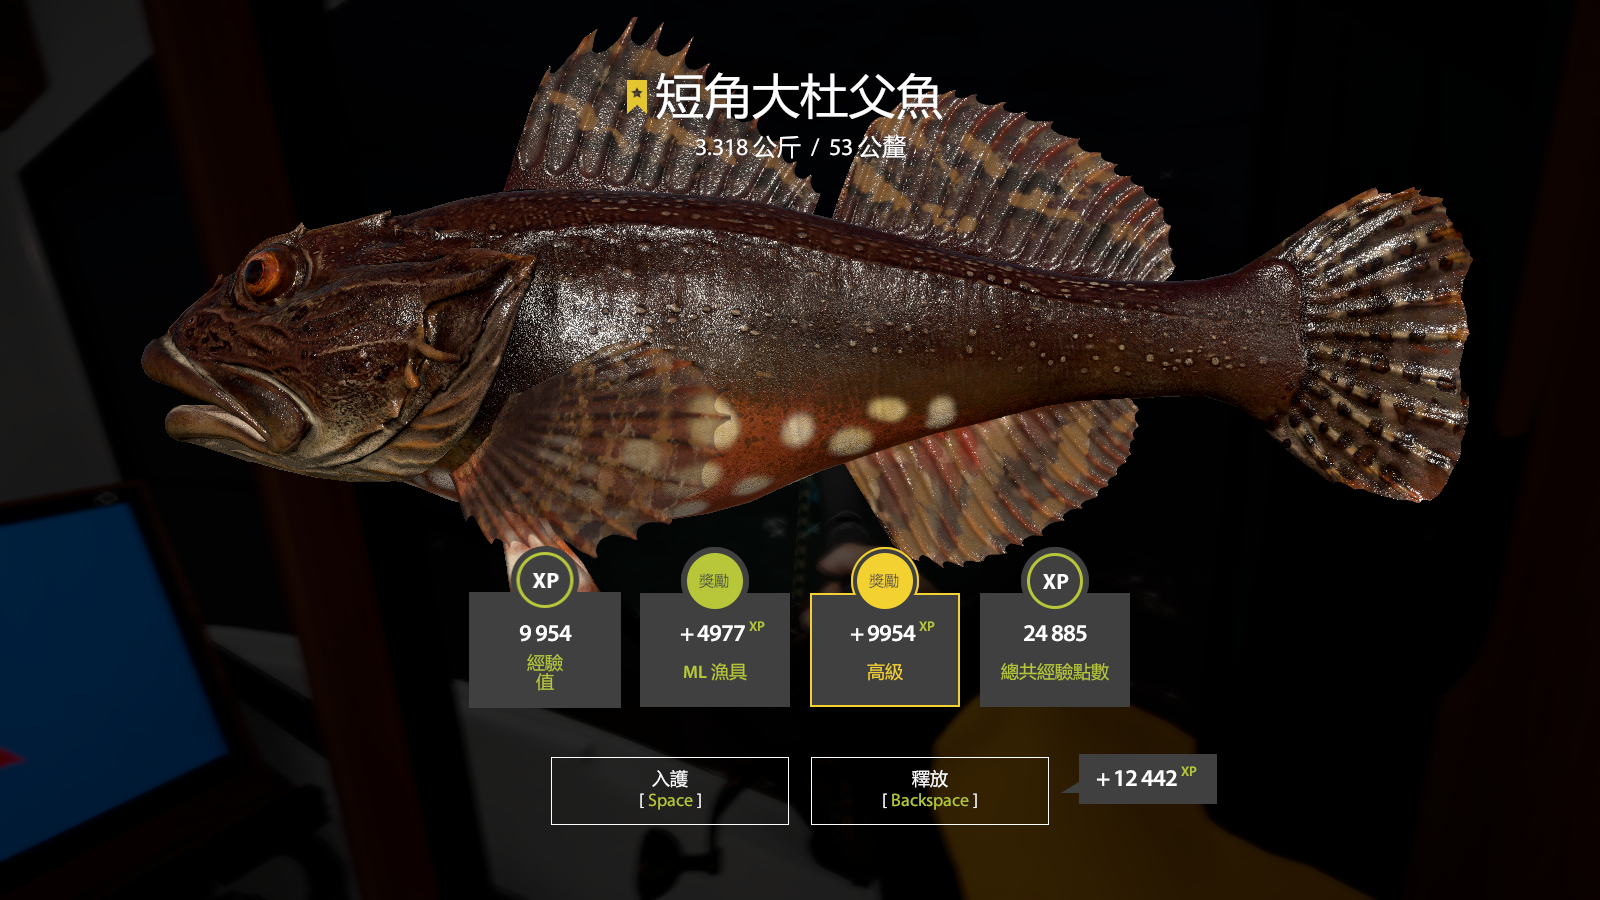 短角大杜父魚
3.318 公斤 / 53 公釐
XP
獎勵
獎勵
XP
9 954
+4977 XP
+9954 XP
24 885
經驗
值
ML 漁具
高級
總共經驗點數
入護
[ Space ]
釋放
[ Backspace ]
+12 442 XP